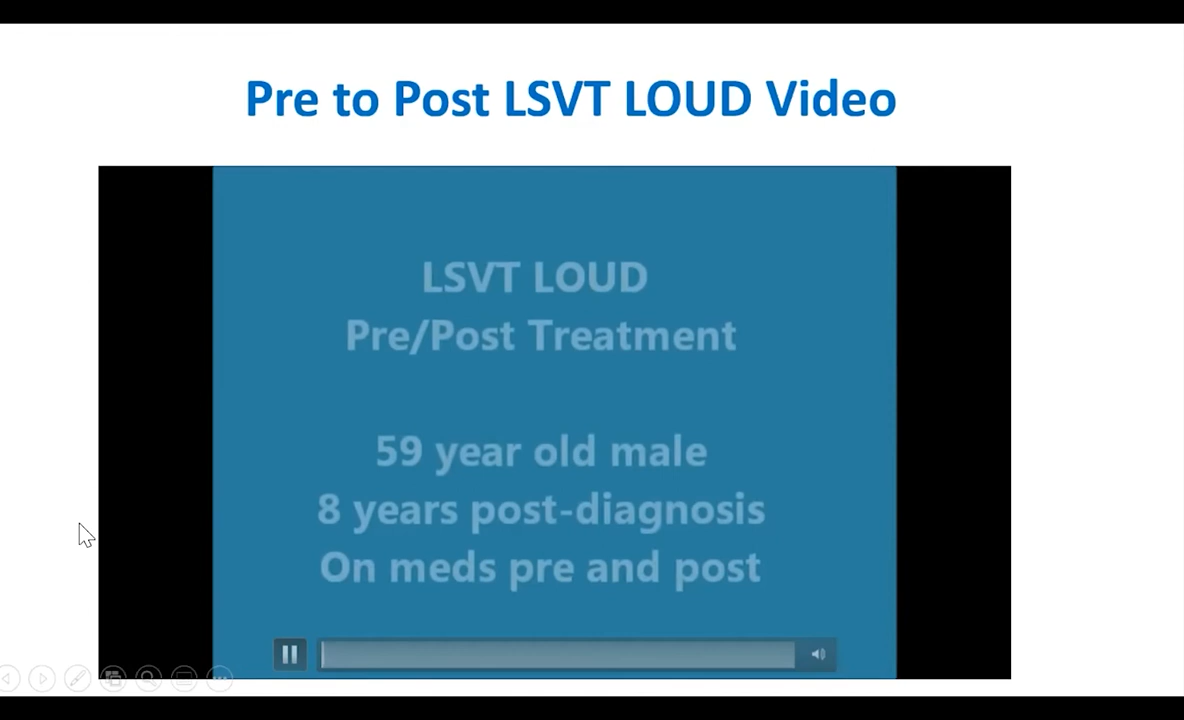 Pre to Post LSVT LOUD Video
LSVT LOUD
Pre/Post Treatment
59 year old male
8 years post-diagnosis
On meds pre and post